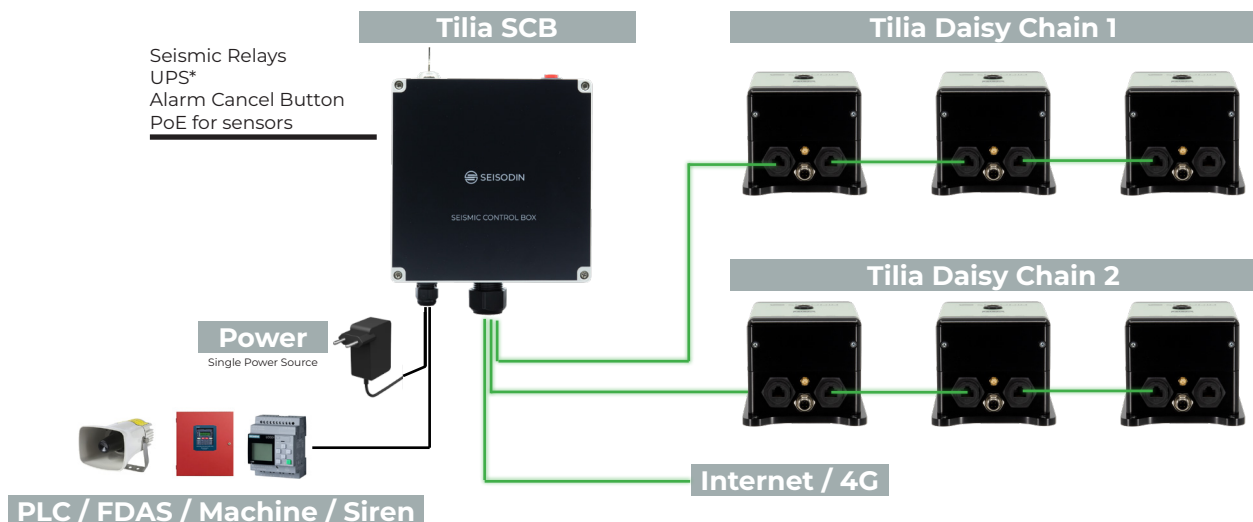 Tilia SCB
Tilia Daisy Chain 1
Seismic Relays
UPS*
Alarm Cancel Button
PoE for sensors
SEISODIN
SEISMIC CONTROL BOX
Tilia Daisy Chain 2
Power
Single Power Source
Internet / 4G
PLC / FDAS / Machine / Siren